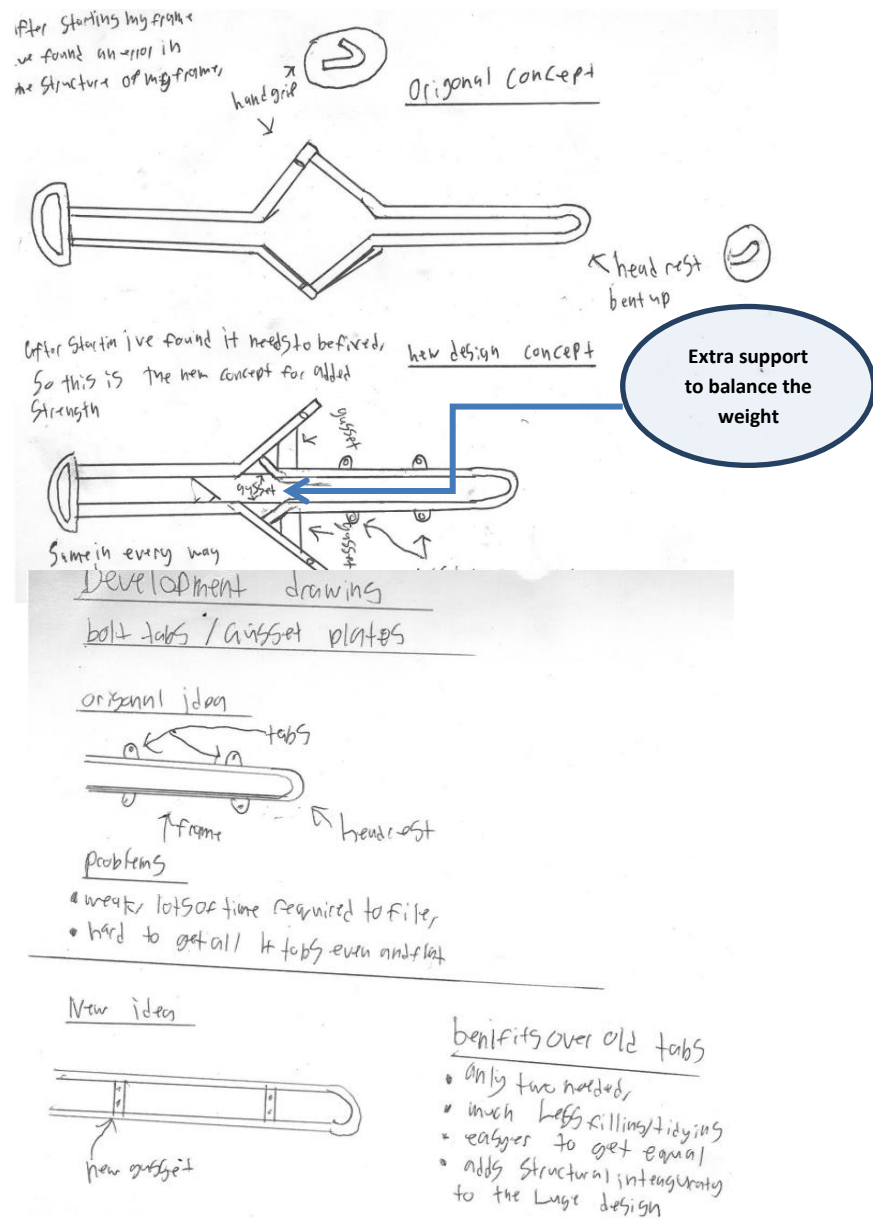 after starting my frame
ve found an error in
the structure of my frame,
hand grip
Origonal concept
head rest
bent up
after startin ive found it needs to be fixed,
So this is the new concept for added
Strength
new design concept
Extra support
to balance the
weight
gusset
gusset
gusset
gusset
Same in every way
Development drawing
bolt tabs / Gusset plates
origanal idea
tabs
frame
headrest
problems
• weak, lots of time required to file,
• hard to get all 4 tabs even and flat
New idea
new gusset
benifits over old tabs
• only two needed,
• much Less filling/tidying
• easyer to get equal
• adds structural inteaguraty
to the Luge design